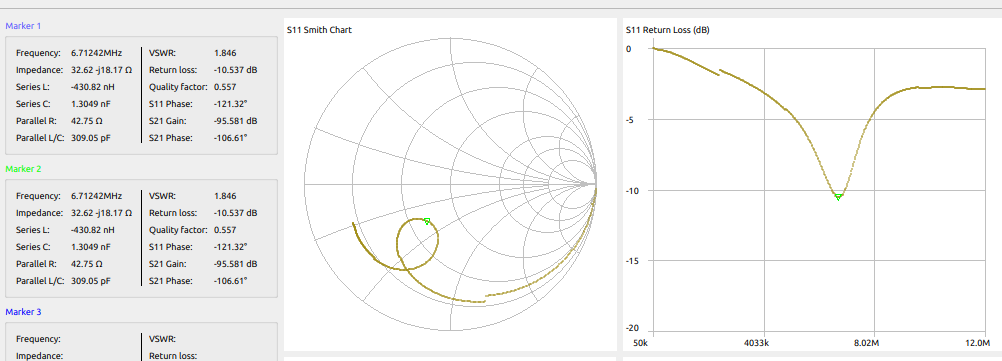 Marker 1
Frequency: 6.71242MHz VSWR: 1.846
Impedance: 32.62 -j18.17 Ω Return loss: -10.537 dB
Series L: -430.82 nH Quality factor: 0.557
Series C: 1.3049 nF S11 Phase: -121.32°
Parallel R: 42.75 Ω S21 Gain: -95.581 dB
Parallel L/C: 309.05 pF S21 Phase: -106.61°
Marker 2
Frequency: 6.71242MHz VSWR: 1.846
Impedance: 32.62 -j18.17 Ω Return loss: -10.537 dB
Series L: -430.82 nH Quality factor: 0.557
Series C: 1.3049 nF S11 Phase: -121.32°
Parallel R: 42.75 Ω S21 Gain: -95.581 dB
Parallel L/C: 309.05 pF S21 Phase: -106.61°
Marker 3
Frequency: VSWR:
Impedance: Return loss:
S11 Smith Chart
S11 Return Loss (dB)
0
-5
-10
-15
-20
50k 4033k 8.02M 12.0M